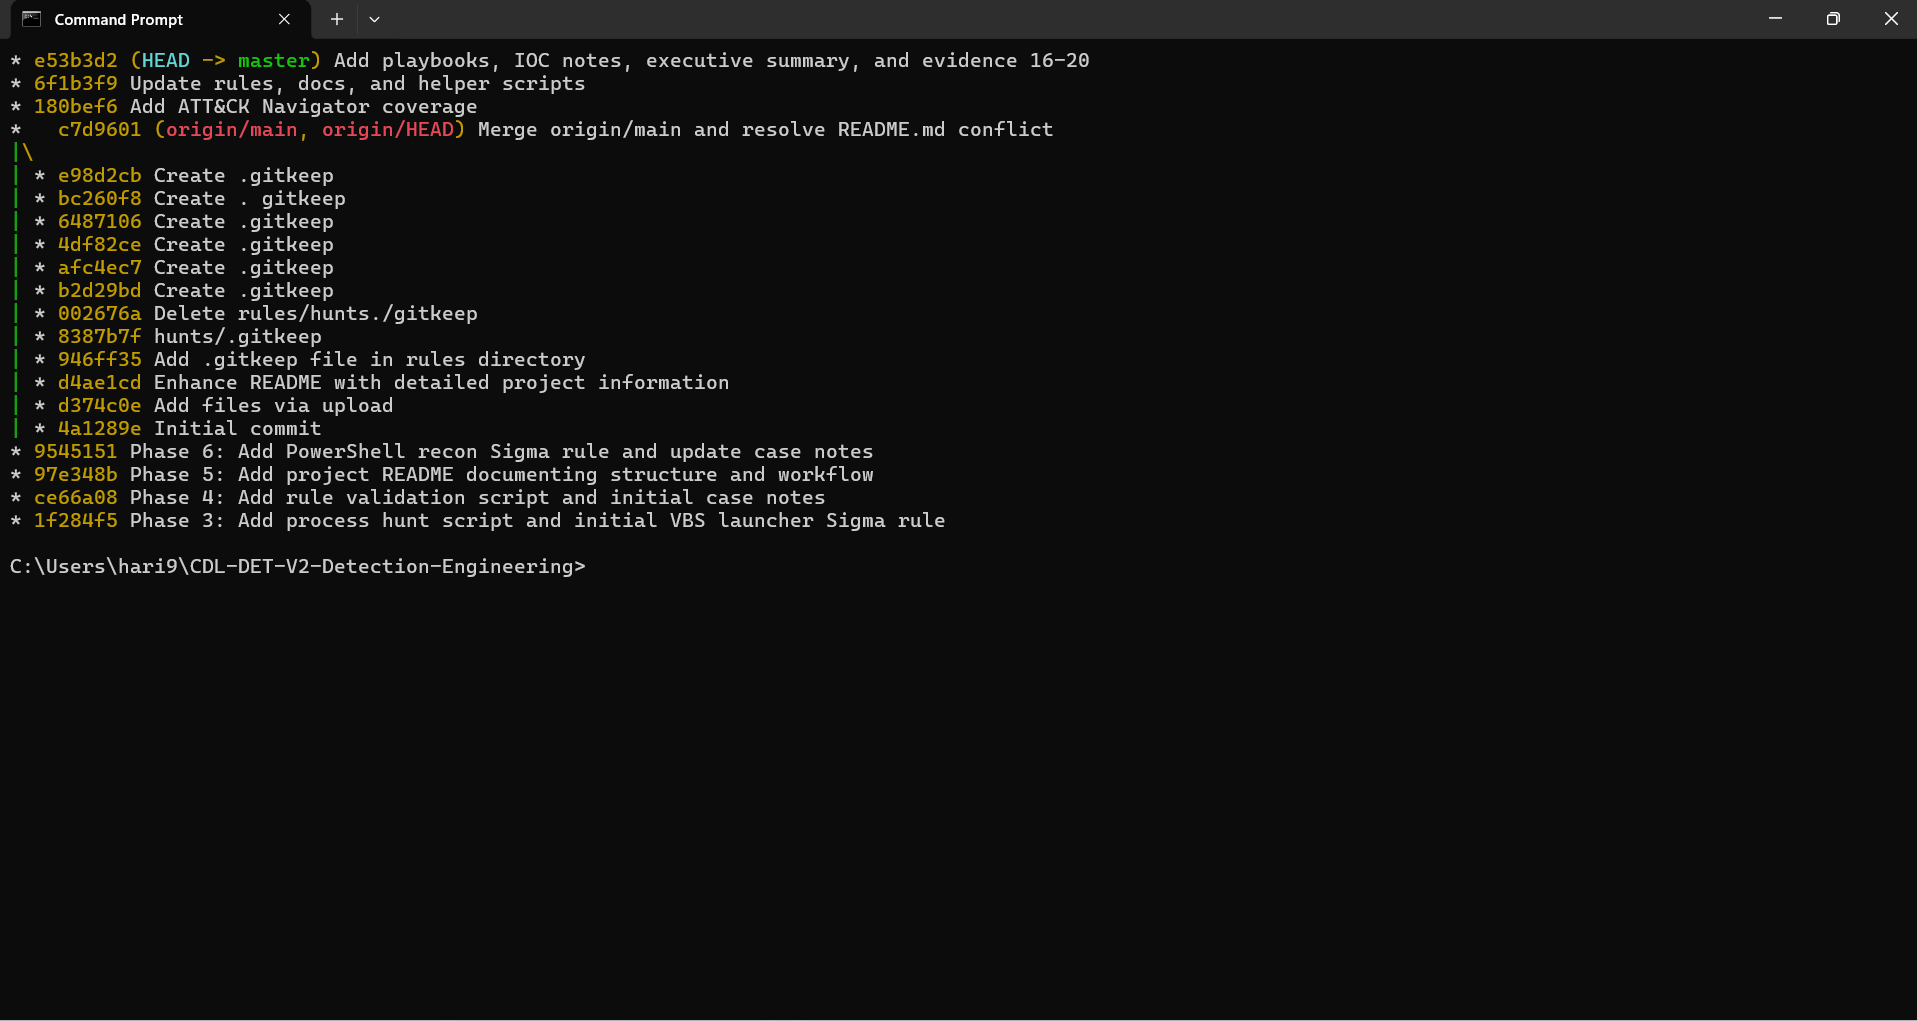 Command Prompt
* e53b3d2 (HEAD -> master) Add playbooks, IOC notes, executive summary, and evidence 16-20
* 6f1b3f9 Update rules, docs, and helper scripts
* 180bef6 Add ATT&CK Navigator coverage
*   c7d9601 (origin/main, origin/HEAD) Merge origin/main and resolve README.md conflict
|\
| * e98d2cb Create .gitkeep
| * bc260f8 Create . gitkeep
| * 6487106 Create .gitkeep
| * 4df82ce Create .gitkeep
| * afc4ec7 Create .gitkeep
| * b2d29bd Create .gitkeep
| * 002676a Delete rules/hunts./gitkeep
| * 8387b7f hunts/.gitkeep
| * 946ff35 Add .gitkeep file in rules directory
| * d4ae1cd Enhance README with detailed project information
| * d374c0e Add files via upload
| * 4a1289e Initial commit
* 9545151 Phase 6: Add PowerShell recon Sigma rule and update case notes
* 97e348b Phase 5: Add project README documenting structure and workflow
* ce66a08 Phase 4: Add rule validation script and initial case notes
* 1f284f5 Phase 3: Add process hunt script and initial VBS launcher Sigma rule
C:\Users\hari9\CDL-DET-V2-Detection-Engineering>